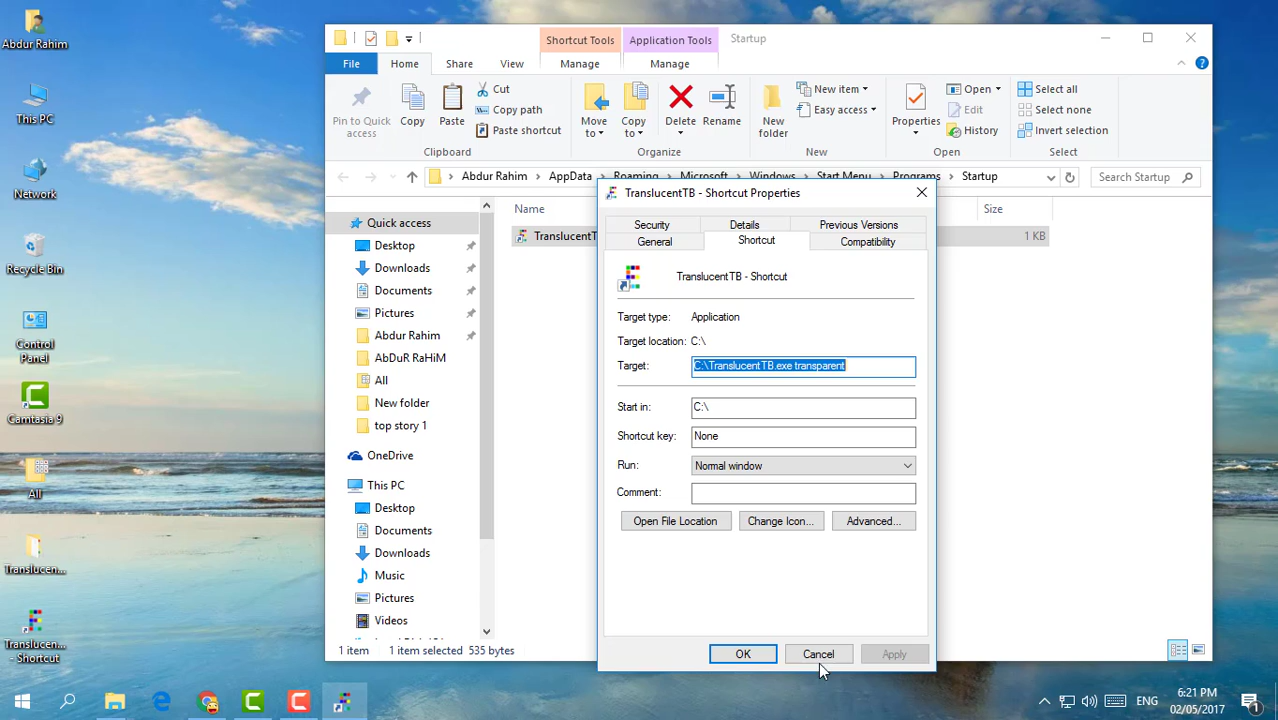 Abdur Rahim
This PC
Network
Recycle Bin
Control
Panel
Camtasia 9
All
Translucen...
Translucen...
- Shortcut
Shortcut Tools
Application Tools
Startup
File
Home
Share
View
Manage
Manage
Pin to Quick
access
Copy
Paste
Cut
Copy path
Paste shortcut
Clipboard
Move
to
Copy
to
Delete
Rename
Organize
New
folder
New item
Easy access
New
Properties
Open
Edit
History
Open
Select all
Select none
Invert selection
Select
Abdur Rahim
AppData
Roaming
Microsoft
Windows
Start Menu
Programs
Startup
Search Startup
Quick access
Desktop
Downloads
Documents
Pictures
Abdur Rahim
AbDuR RaHiM
All
New folder
top story 1
OneDrive
This PC
Desktop
Documents
Downloads
Music
Pictures
Videos
Name
Size
TranslucentT
1 KB
1 item
1 item selected 535 bytes
TranslucentTB - Shortcut Properties
Security
Details
Previous Versions
General
Shortcut
Compatibility
TranslucentTB - Shortcut
Target type: Application
Target location: C:\
Target: C:\TranslucentTB.exe transparent
Start in: C:\
Shortcut key: None
Run: Normal window
Comment:
Open File Location
Change Icon...
Advanced...
OK
Cancel
Apply
ENG
6:21 PM
02/05/2017
1